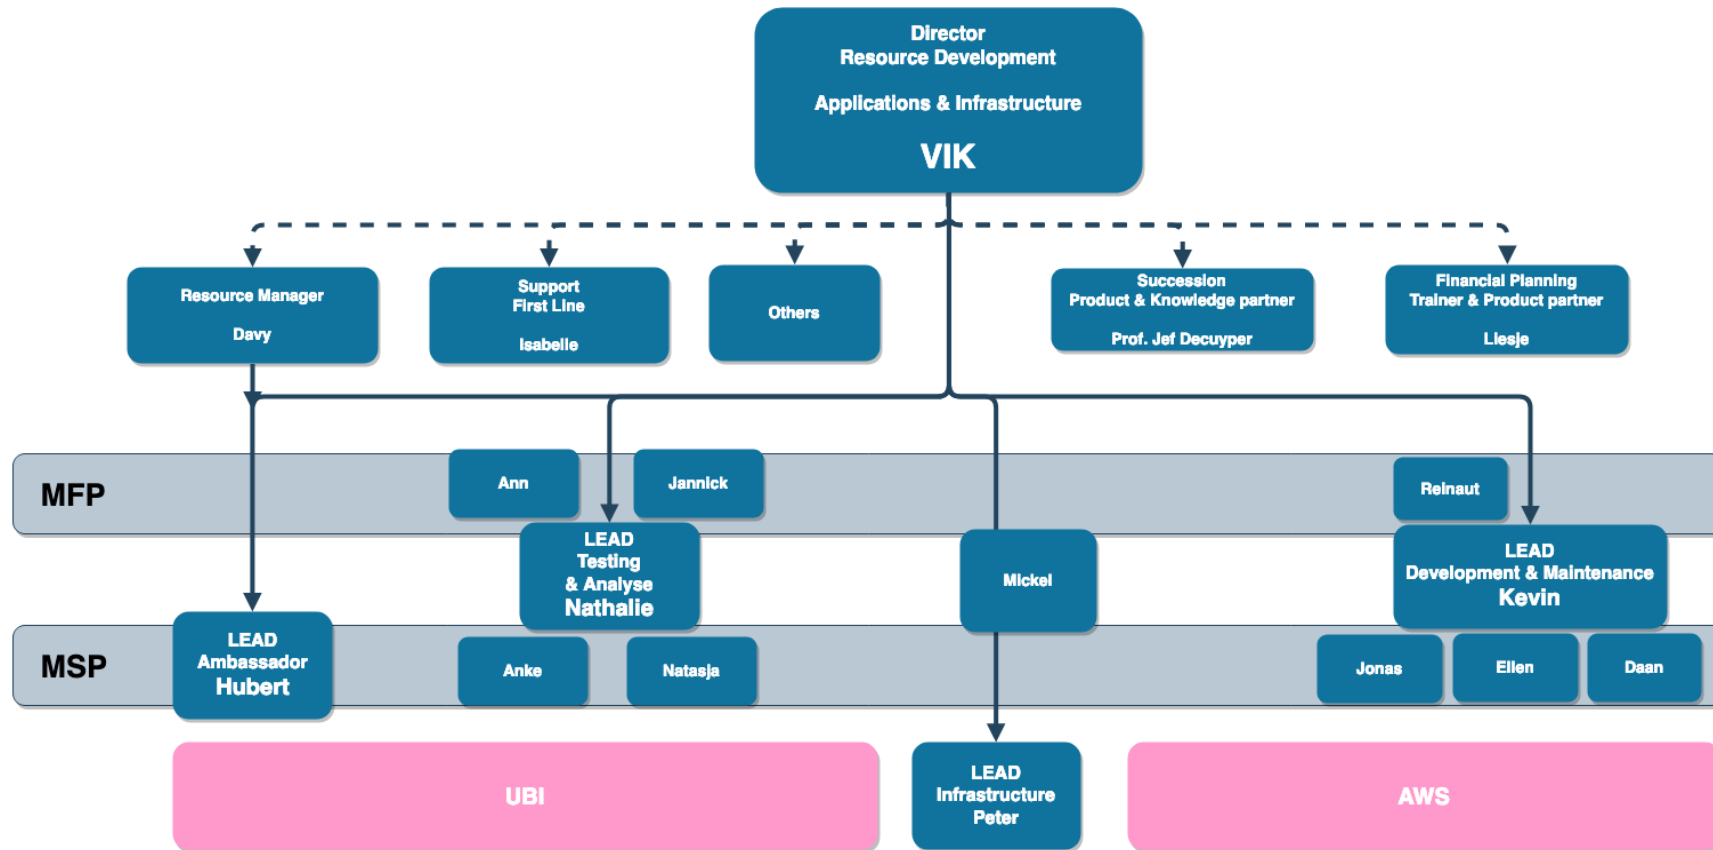 Director
Resource Development
Applications & Infrastructure
VIK
Resource Manager
Davy
Support
First Line
Isabelle
Others
Succession
Product & Knowledge partner
Prof. Jef Decuyper
Financial Planning
Trainer & Product partner
Liesje
MFP
Ann
Jannick
Reinaut
LEAD
Testing
& Analyse
Nathalie
Mickel
LEAD
Development & Maintenance
Kevin
MSP
LEAD
Ambassador
Hubert
Anke
Natasja
Jonas
Ellen
Daan
UBI
LEAD
Infrastructure
Peter
AWS